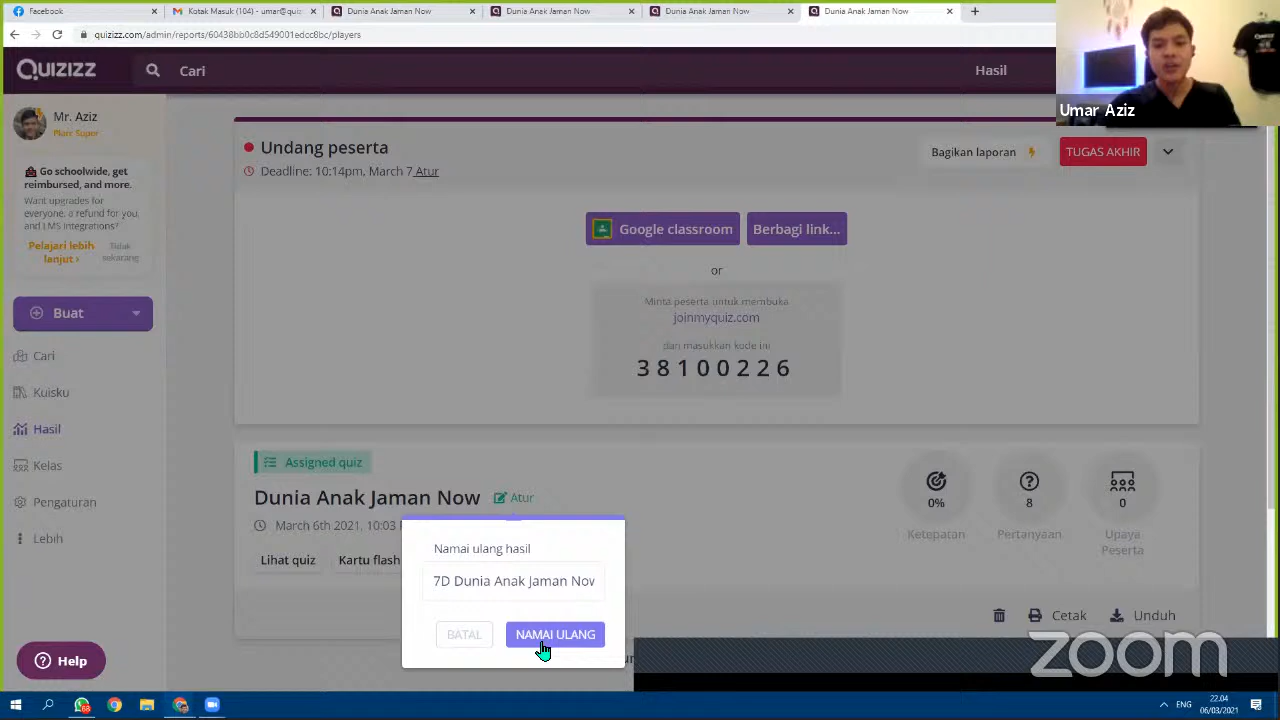 Facebook
Kotak Masuk (104) - umar@quiz
Dunia Anak Jaman Now
Dunia Anak Jaman Now
Dunia Anak Jaman Now
Dunia Anak Jaman Now
quizizz.com/admin/reports/60438bb0c8d549001edcc8bc/players
Quizizz
Cari
Hasil
Umar Aziz
Mr. Aziz
Plan: Super
Go schoolwide, get
reimbursed, and more.
Want upgrades for
everyone, a refund for you,
and LMS integrations?
Pelajari lebih
lanjut ›
Tidak
sekarang
Buat
Cari
Kuisku
Hasil
Kelas
Pengaturan
Lebih
Help
Undang peserta
Deadline: 10:14pm, March 7 Atur
Bagikan laporan
TUGAS AKHIR
Google classroom
Berbagi link...
or
Minta peserta untuk membuka
joinmyquiz.com
dan masukkan kode ini
38100226
Assigned quiz
Dunia Anak Jaman Now
Atur
March 6th 2021, 10:03
Lihat quiz
Kartu flash
0%
Ketepatan
8
Pertanyaan
0
Upaya
Peserta
Namai ulang hasil
7D Dunia Anak Jaman Now
BATAL
NAMAI ULANG
Cetak
Unduh
zoom
63
ENG
22.04
06/03/2021